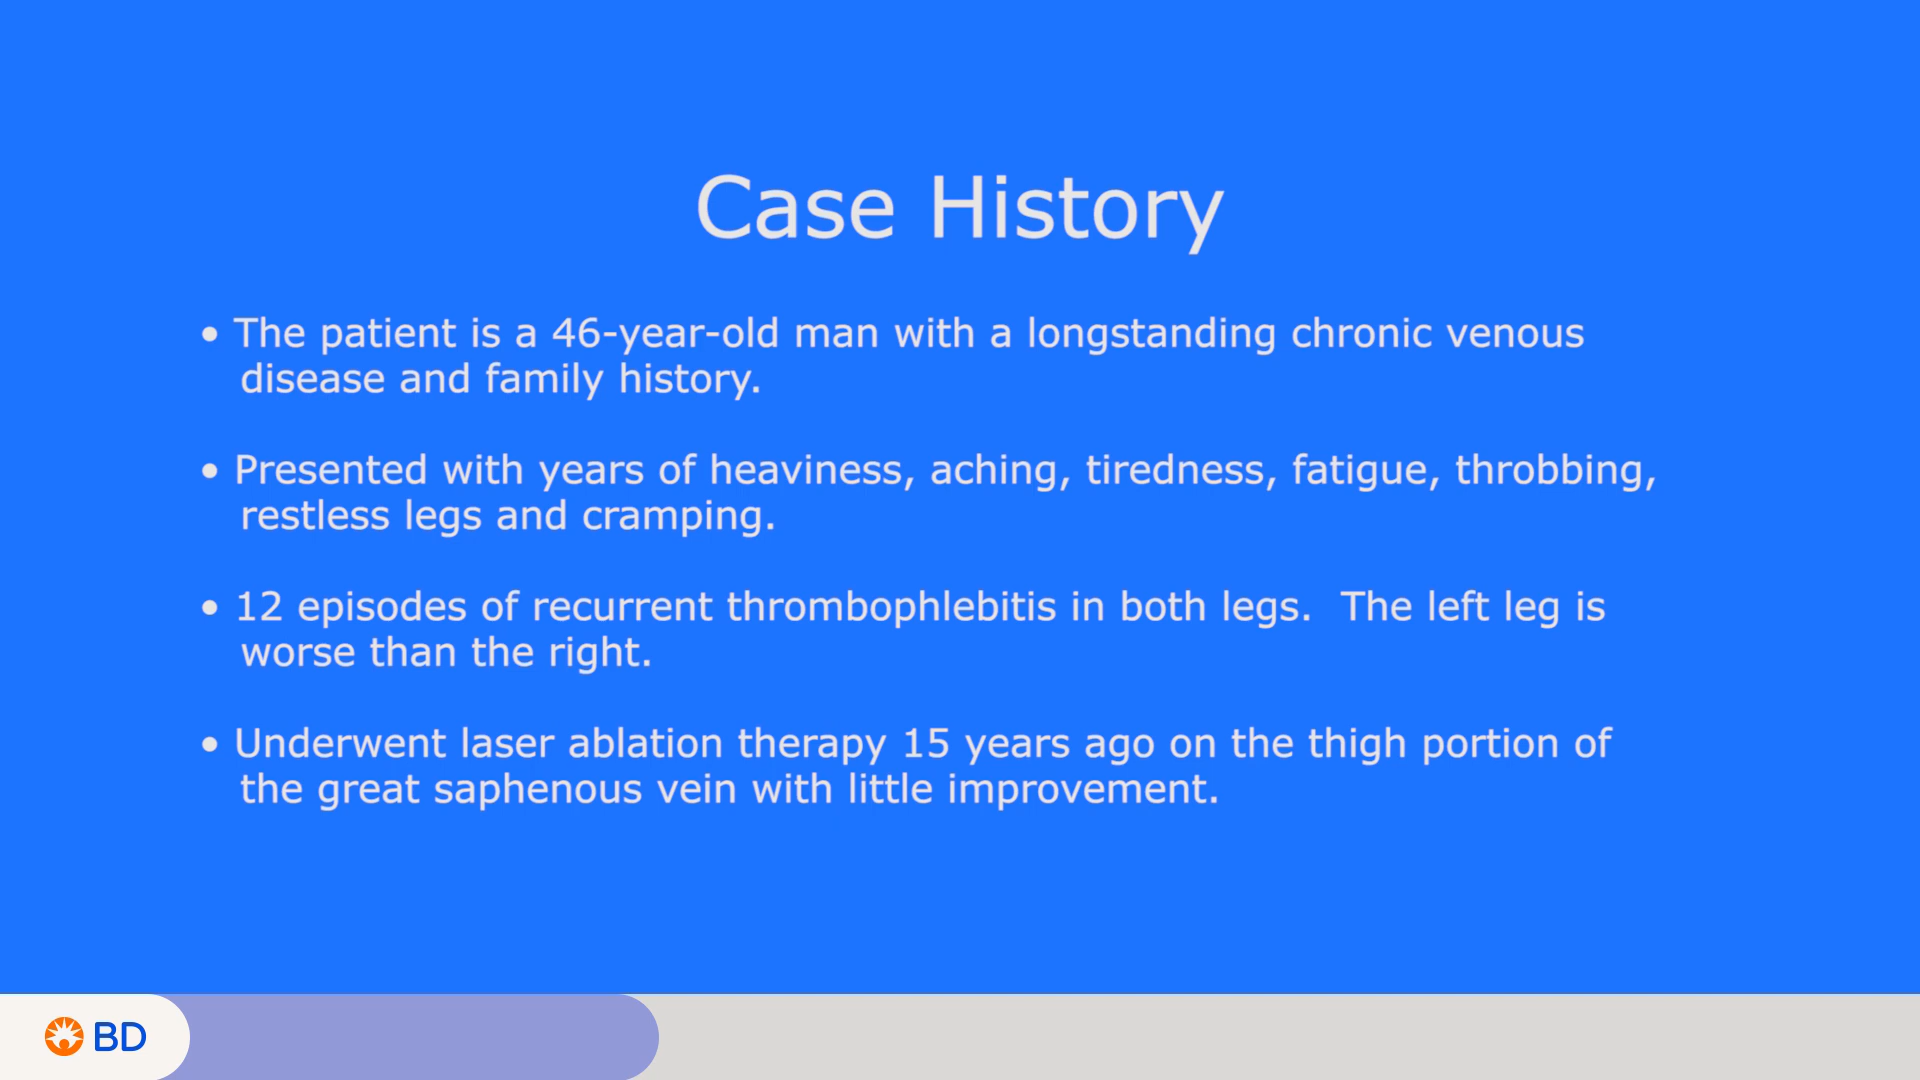 Case History
• The patient is a 46-year-old man with a longstanding chronic venous
disease and family history.
• Presented with years of heaviness, aching, tiredness, fatigue, throbbing,
restless legs and cramping.
• 12 episodes of recurrent thrombophlebitis in both legs.  The left leg is
worse than the right.
• Underwent laser ablation therapy 15 years ago on the thigh portion of
the great saphenous vein with little improvement.
BD